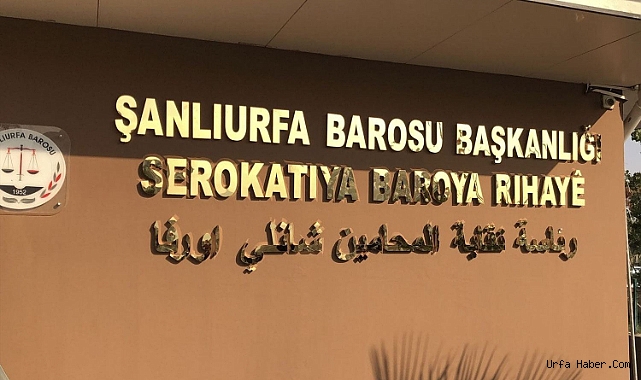 ŞANLIURFA BAROSU BAŞKANLIĞI
SEROKATIYA BAROYA RIHAYÊ
رئاسة نقابة المحامين شانلي اورفا
LIURFA BAROSU
1952
Urfa Haber.Com